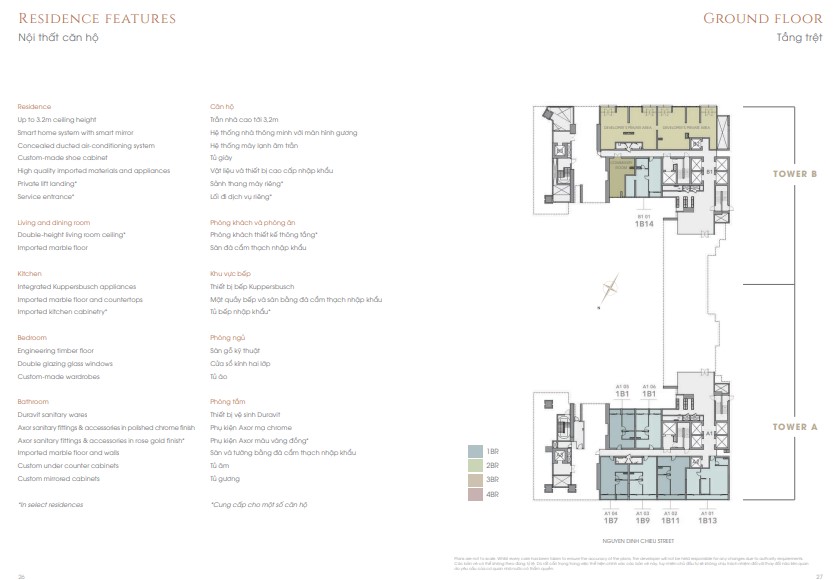 RESIDENCE FEATURES
Nội thất căn hộ
Residence
Up to 3.2m ceiling height
Smart home system with smart mirror
Concealed ducted air-conditioning system
Custom-made shoe cabinet
High quality imported materials and appliances
Private lift landing*
Service entrance*
Living and dining room
Double-height living room ceiling*
Imported marble floor
Kitchen
Integrated Kuppersbusch appliances
Imported marble floor and countertops
Imported kitchen cabinetry*
Bedroom
Engineering timber floor
Double glazing glass windows
Custom-made wardrobes
Bathroom
Duravit sanitary wares
Axor sanitary fittings & accessories in polished chrome finish
Axor sanitary fittings & accessories in rose gold finish*
Imported marble floor and walls
Custom under counter cabinets
Custom mirrored cabinets
*In select residences
Căn hộ
Trần nhà cao tới 3,2m
Hệ thống nhà thông minh với màn hình gương
Hệ thống máy lạnh âm trần
Tủ giày
Vật liệu và thiết bị cao cấp nhập khẩu
Sảnh thang máy riêng*
Lối đi dịch vụ riêng*
Phòng khách và phòng ăn
Phòng khách thiết kế thông tầng*
Sàn đá cẩm thạch nhập khẩu
Khu vực bếp
Thiết bị bếp Kuppersbusch
Mặt quầy bếp và sàn bằng đá cẩm thạch nhập khẩu
Tủ bếp nhập khẩu*
Phòng ngủ
Sàn gỗ kỹ thuật
Cửa sổ kính hai lớp
Tủ áo
Phòng tắm
Thiết bị vệ sinh Duravit
Phụ kiện Axor mạ chrome
Phụ kiện Axor màu vàng đồng*
Sàn và tường bằng đá cẩm thạch nhập khẩu
Tủ âm
Tủ gương
*Cung cấp cho một số căn hộ
36
GROUND FLOOR
Tầng trệt
B1
B1 01
1B14
TOWER B
A1 05
1B1
A1 06
1B1
A1
TOWER A
1BR
2BR
3BR
4BR
A1 04
1B7
A1 03
1B9
A1 02
1B11
A1 01
1B13
NGUYEN DINH CHIEU STREET
37